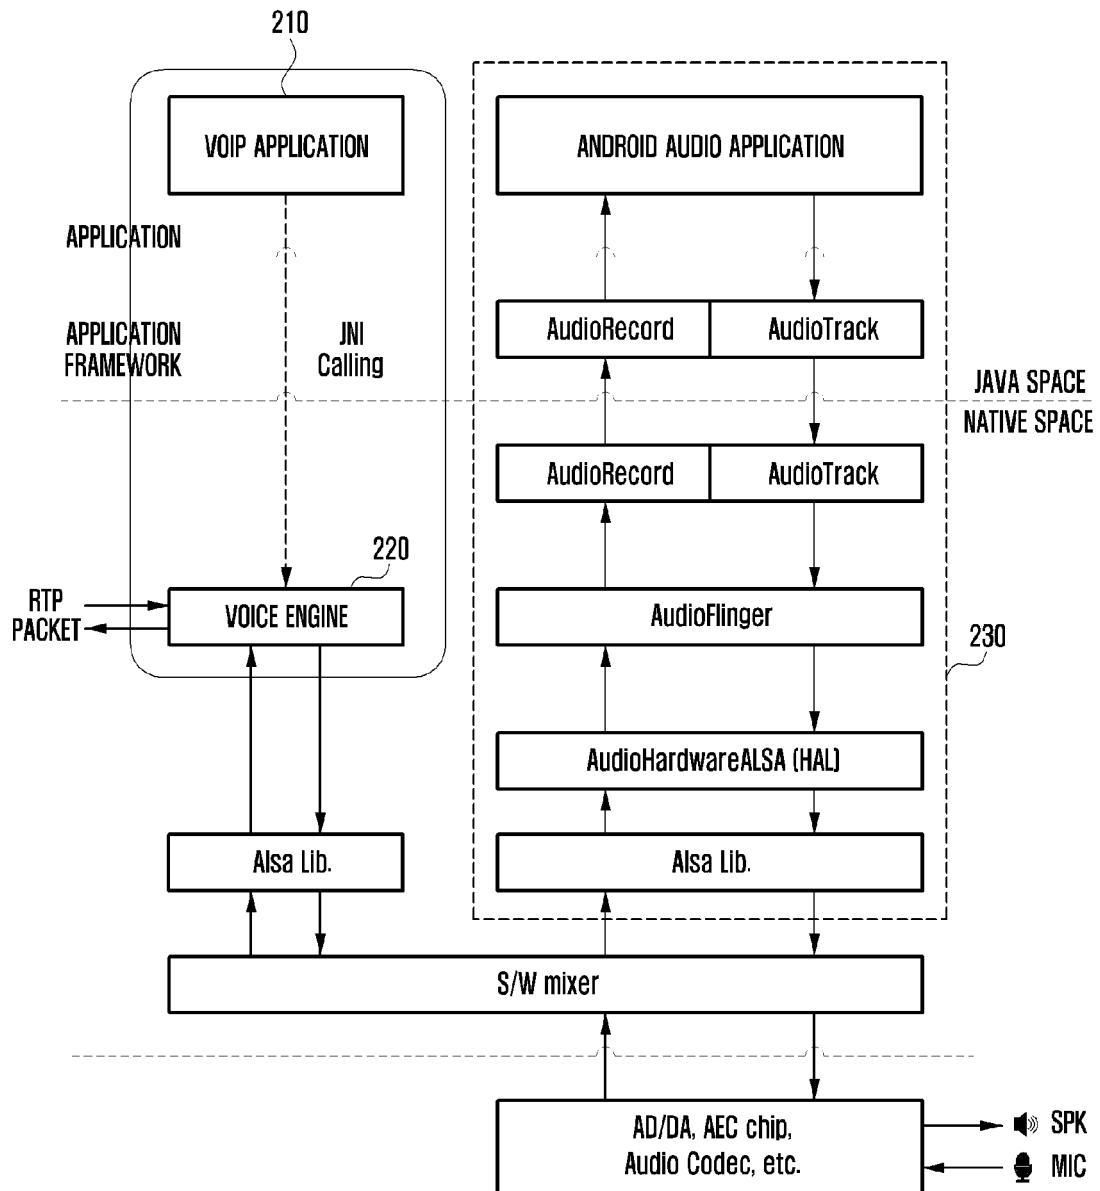 210
VOIP APPLICATION
ANDROID AUDIO APPLICATION
APPLICATION
APPLICATION
FRAMEWORK
JNI
Calling
AudioRecord
AudioTrack
JAVA SPACE
NATIVE SPACE
AudioRecord
AudioTrack
220
RTP
PACKET
VOICE ENGINE
AudioFlinger
230
AudioHardwareALSA (HAL)
Alsa Lib.
Alsa Lib.
S/W mixer
AD/DA, AEC chip,
Audio Codec, etc.
SPK
MIC